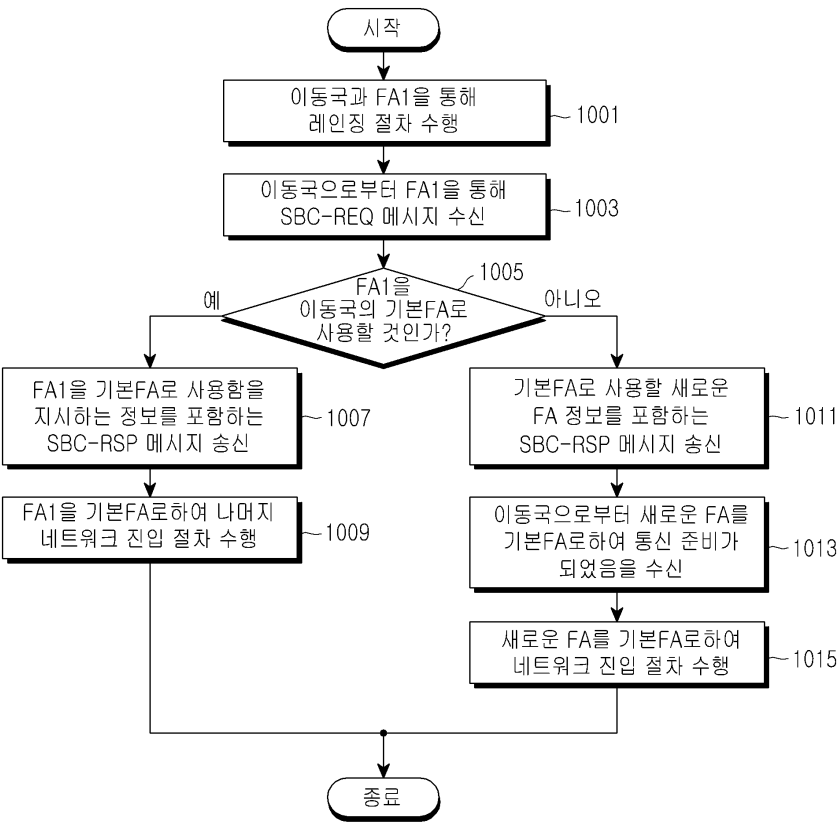 시작
이동국과 FA1을 통해
레인징 절차 수행
1001
이동국으로부터 FA1을 통해
SBC-REQ 메시지 수신
1003
1005
FA1을
이동국의 기본FA로
사용할 것인가?
예
아니오
FA1을 기본FA로 사용함을
지시하는 정보를 포함하는
SBC-RSP 메시지 송신
1007
FA1을 기본FA로하여 나머지
네트워크 진입 절차 수행
1009
기본FA로 사용할 새로운
FA 정보를 포함하는
SBC-RSP 메시지 송신
1011
이동국으로부터 새로운 FA를
기본FA로하여 통신 준비가
되었음을 수신
1013
새로운 FA를 기본FA로하여
네트워크 진입 절차 수행
1015
종료